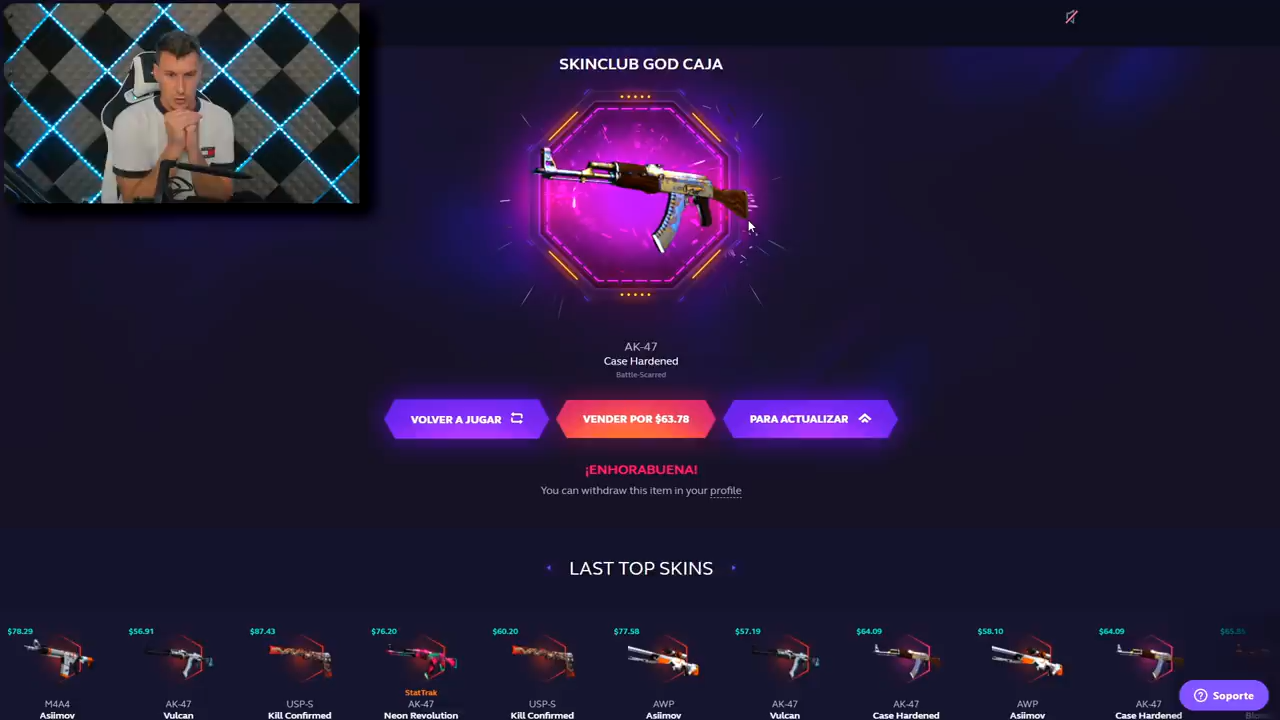 SKINCLUB GOD CAJA
AK-47
Case Hardened
Battle-Scarred
VOLVER A JUGAR
VENDER POR $63.78
PARA ACTUALIZAR
¡ENHORABUENA!
You can withdraw this item in your profile
LAST TOP SKINS
$78.29 $56.91 $87.43 $76.20 $60.20 $77.58 $57.19 $64.09 $58.10 $64.09
StatTrak
M4A4 AK-47 USP-S AK-47 USP-S AWP AK-47 AK-47 AWP AK-47
Asiimov Vulcan Kill Confirmed Neon Revolution Kill Confirmed Asiimov Vulcan Case Hardened Asiimov Case Hardened
Soporte